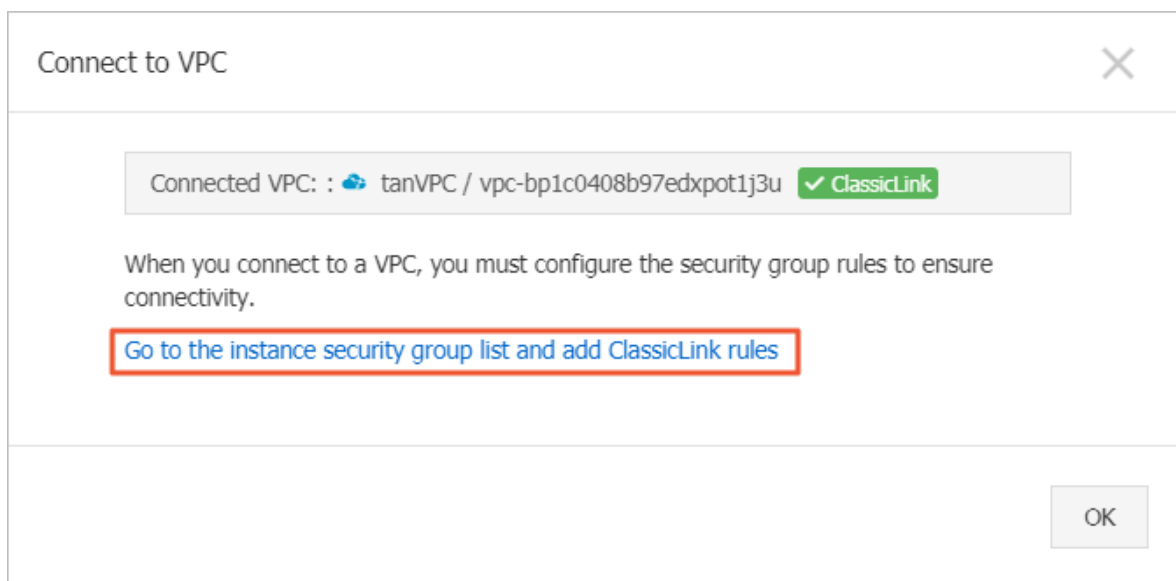 Connect to VPC
Connected VPC: : tanVPC / vpc-bp1c0408b97edxpot1j3u ClassicLink
When you connect to a VPC, you must configure the security group rules to ensure
connectivity.
Go to the instance security group list and add ClassicLink rules
OK